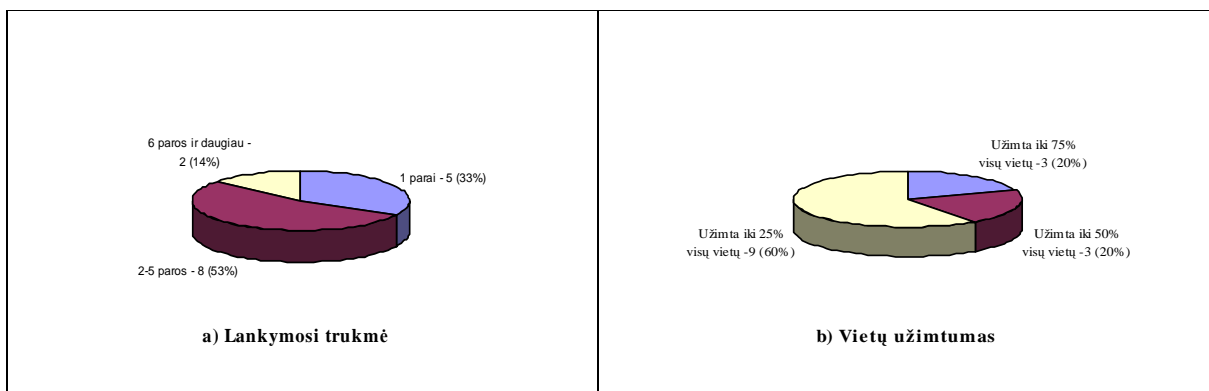 6 paros ir daugiau -
2 (14%)
1 parai - 5 (33%)
2-5 paros - 8 (53%)
a) Lankymosi trukmė
Užimta iki 75%
visų vietų -3 (20%)
Užimta iki 25%
visų vietų -9 (60%)
Užimta iki 50%
visų vietų -3 (20%)
b) Vietų užimtumas